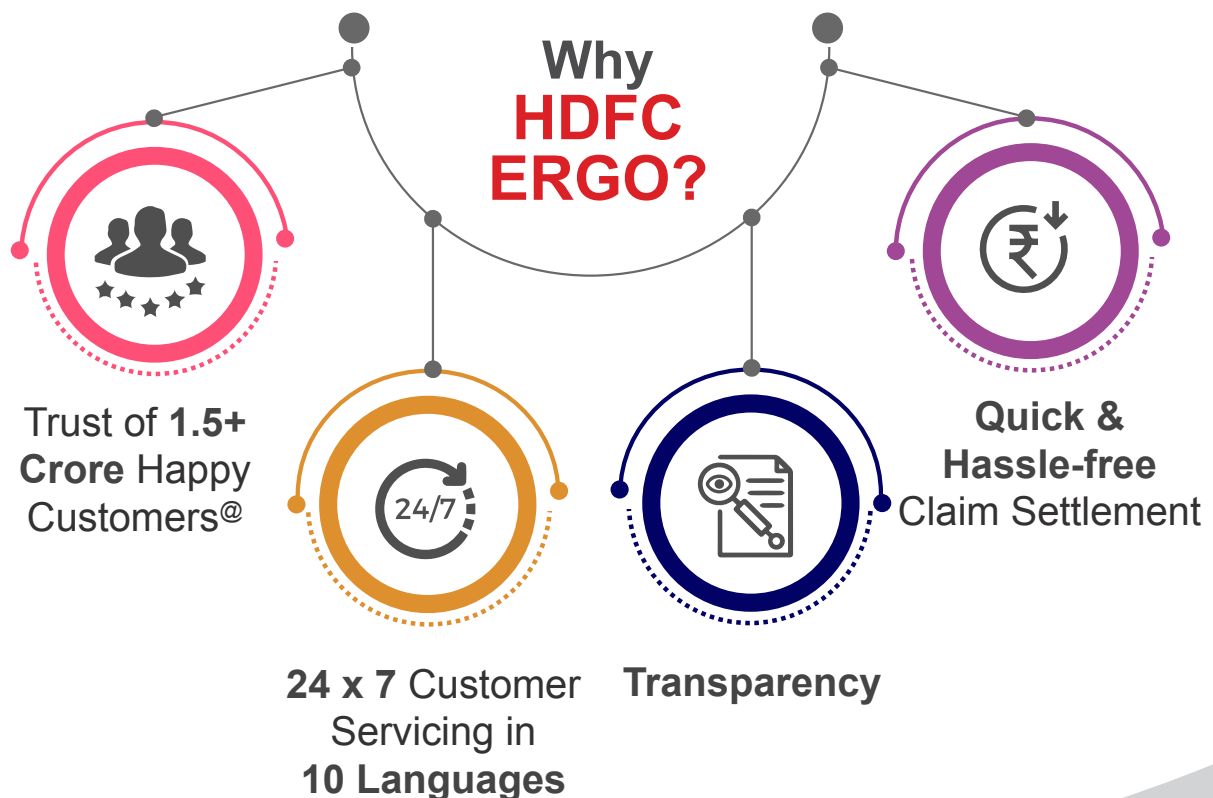 Why
HDFC
ERGO?
Trust of 1.5+
Crore Happy
Customers@
24/7
24 x 7 Customer
Servicing in
10 Languages
Transparency
₹
Quick &
Hassle-free
Claim Settlement